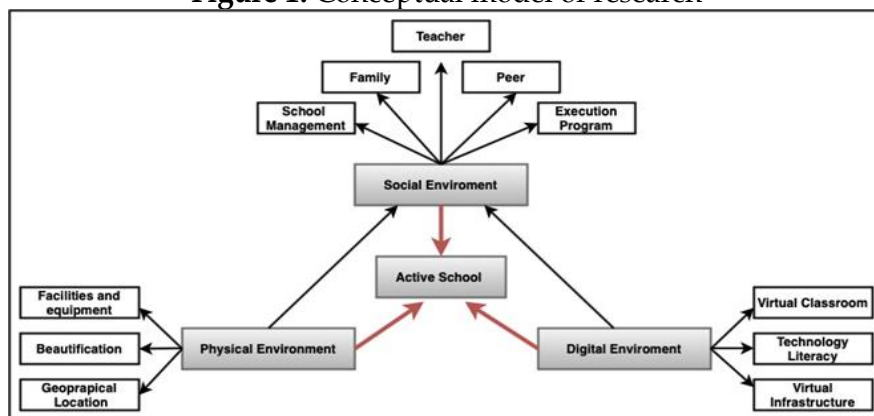 Figure 1. Conceptual model of research
Teacher
Family
Peer
School
Management
Execution
Program
Social Enviroment
Active School
Facilities and
equipment
Beautification
Geoprapical
Location
Physical Environment
Digital Enviroment
Virtual Classroom
Technology
Literacy
Virtual
Infrastructure